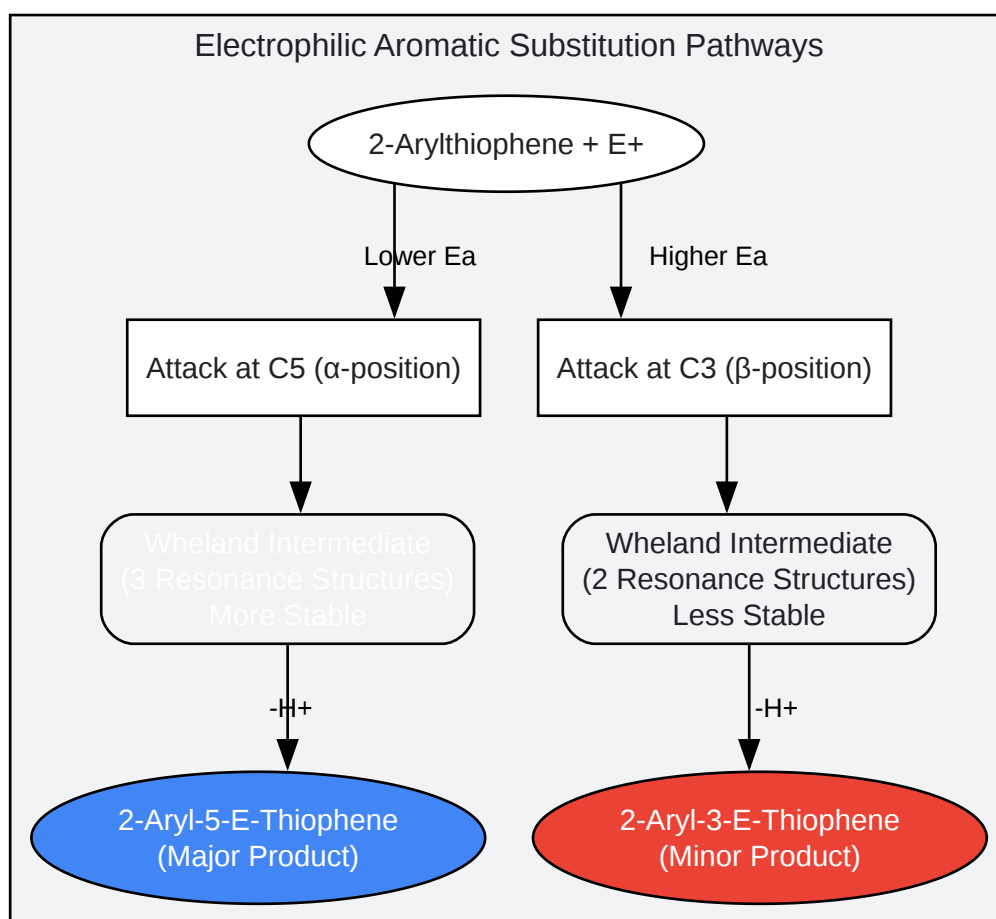 Electrophilic Aromatic Substitution Pathways
2-Arylthiophene + E+
Lower Ea
Higher Ea
Attack at C5 (α-position)
Attack at C3 (β-position)
Wheland Intermediate
(3 Resonance Structures)
More Stable
Wheland Intermediate
(2 Resonance Structures)
Less Stable
-H+
-H+
2-Aryl-5-E-Thiophene
(Major Product)
2-Aryl-3-E-Thiophene
(Minor Product)